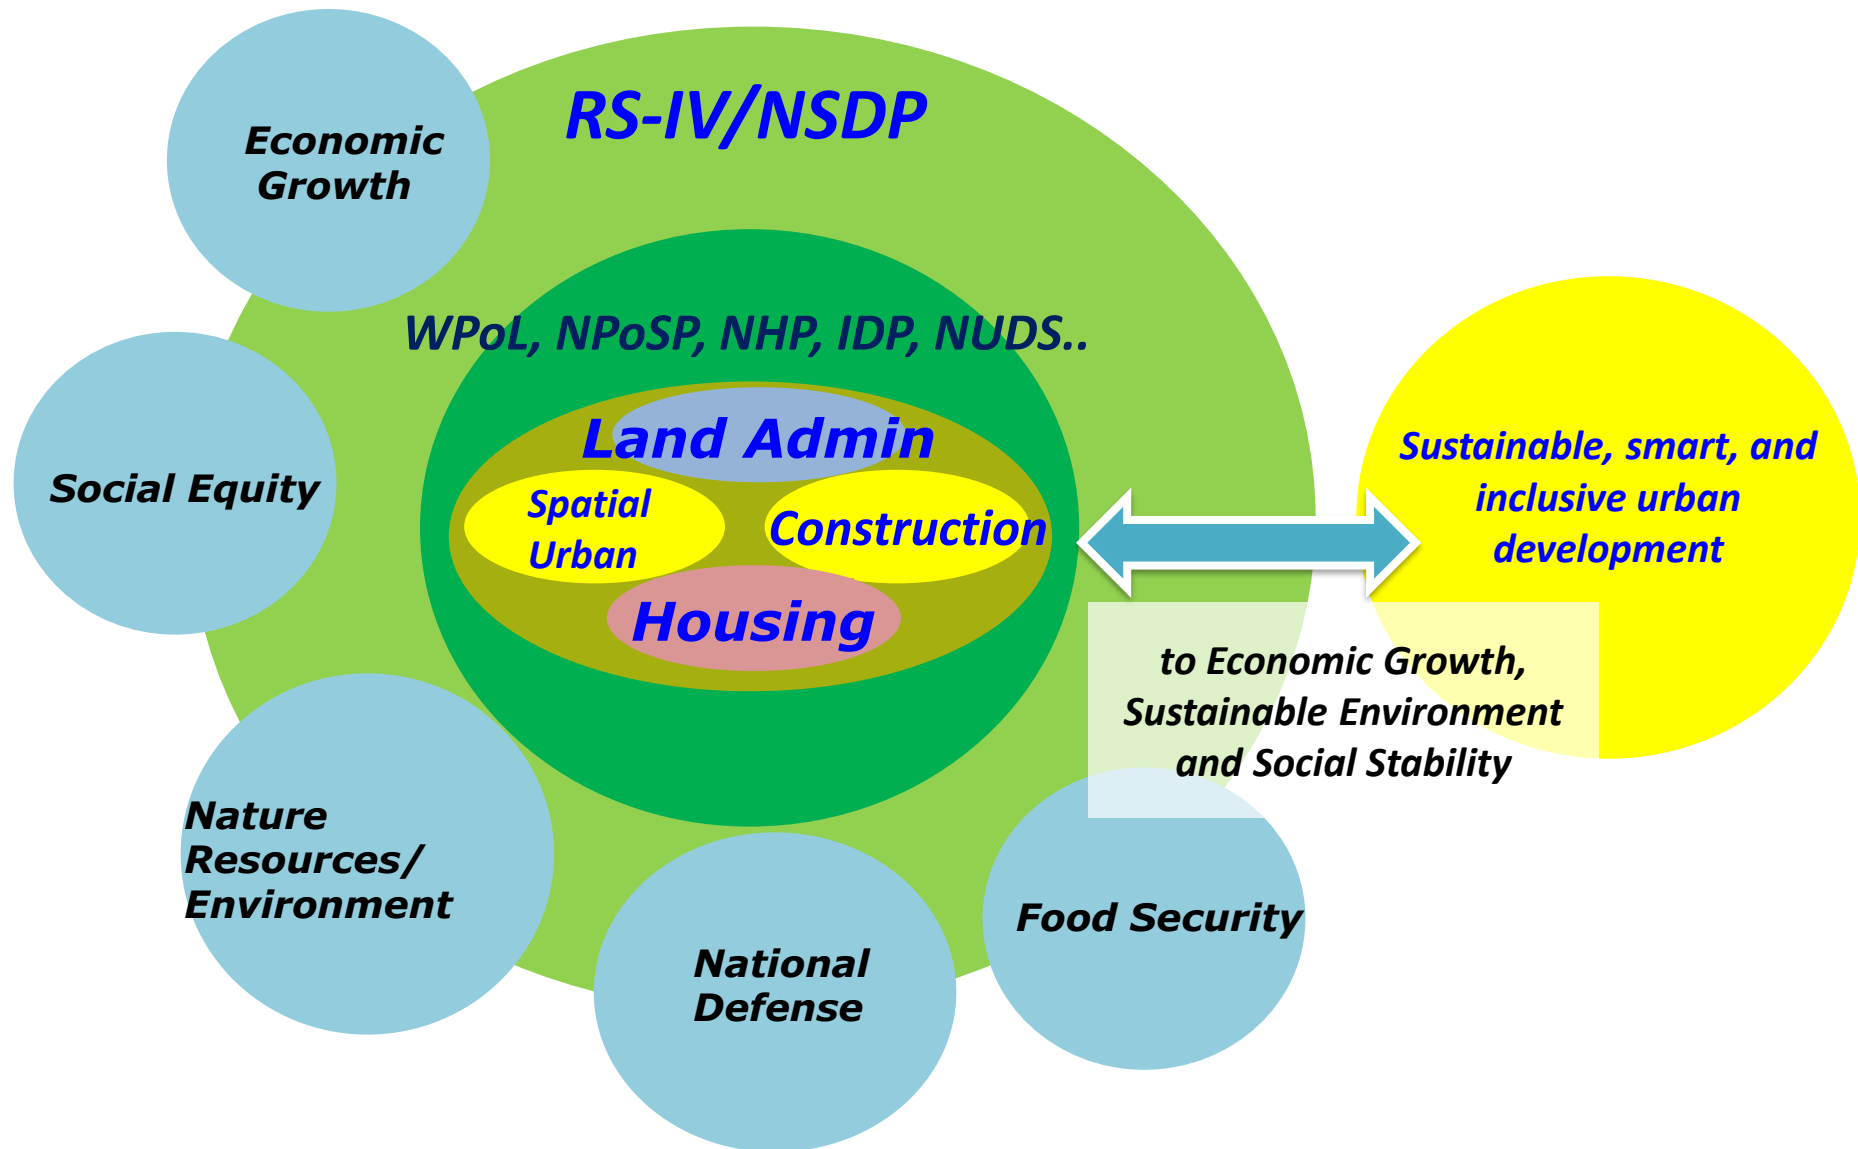 RS-IV/NSDP
Economic
Growth
WPoL, NPoSP, NHP, IDP, NUDS..
Land Admin
Spatial
Urban
Construction
Housing
Social Equity
Sustainable, smart, and
inclusive urban
development
to Economic Growth,
Sustainable Environment
and Social Stability
Nature
Resources/
Environment
National
Defense
Food Security